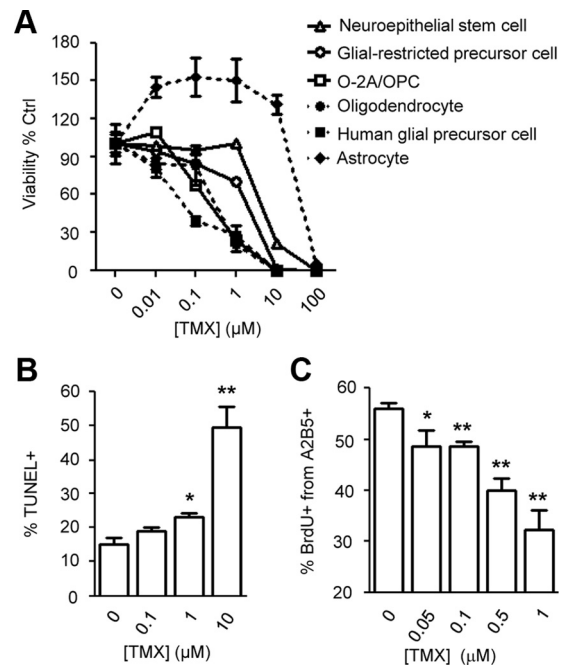 A
Viability % Ctrl
180
150
120
90
60
30
0
0
0.01
0.1
1
10
100
[TMX] (µM)
Neuroepithelial stem cell
Glial-restricted precursor cell
O-2A/OPC
Oligodendrocyte
Human glial precursor cell
Astrocyte
B
% TUNEL+
60
50
40
30
20
10
0
*
**
0
0.1
1
10
[TMX] (µM)
C
% BrdU+ from A2B5+
60
50
40
30
20
*
**
**
**
0
0.05
0.1
0.5
1
[TMX] (µM)